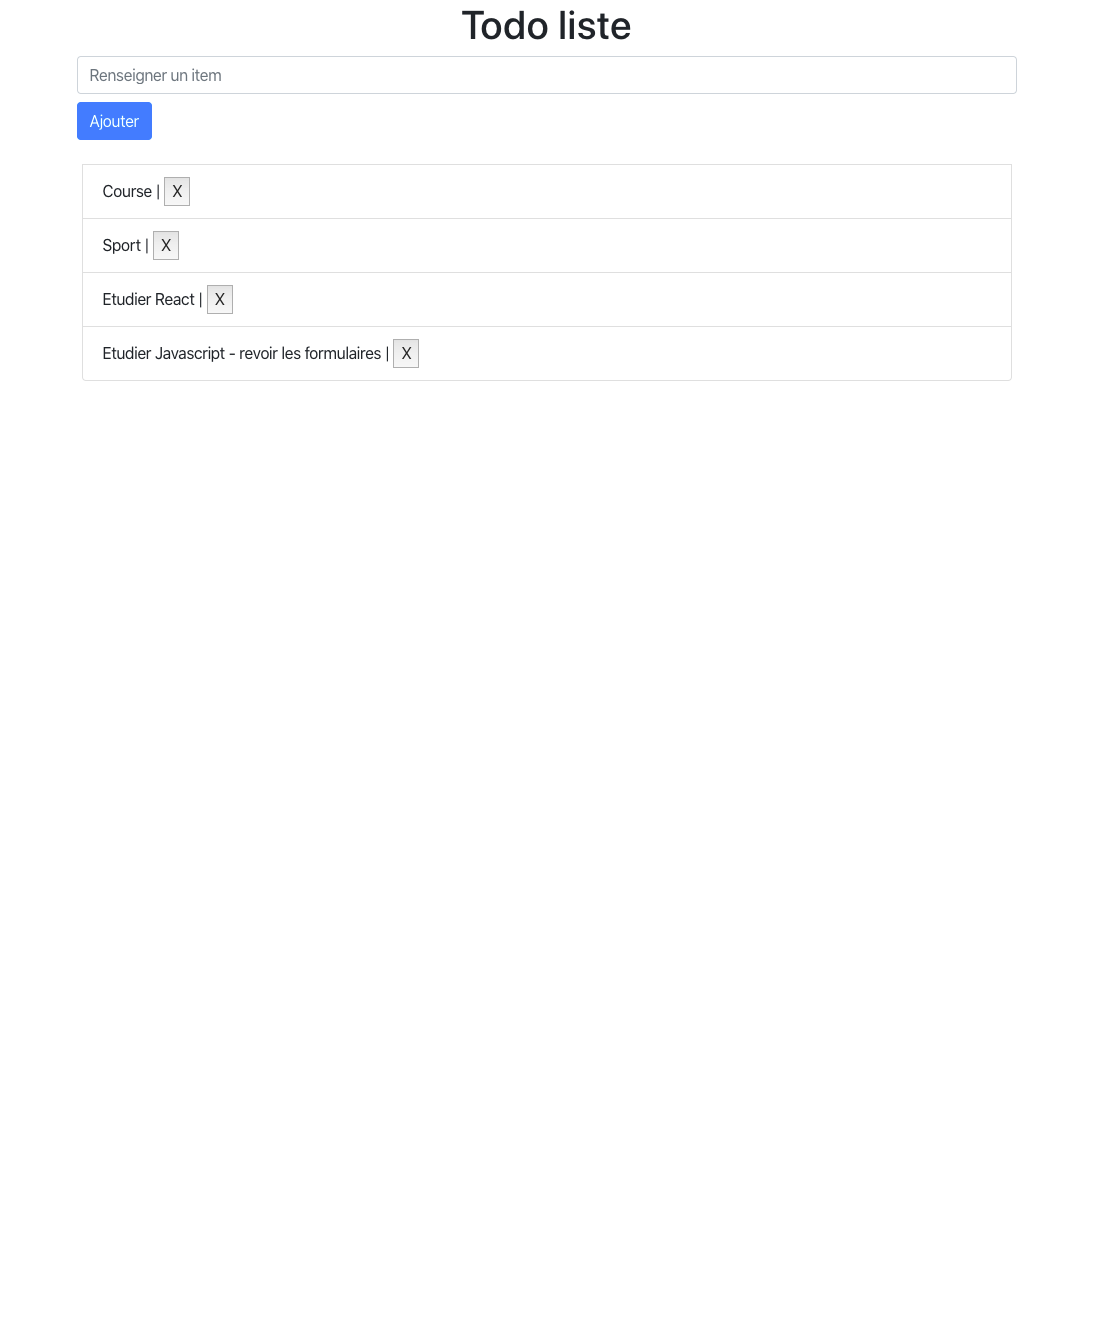 Todo liste
Renseigner un item
Ajouter
Course | X
Sport | X
Etudier React | X
Etudier Javascript - revoir les formulaires | X